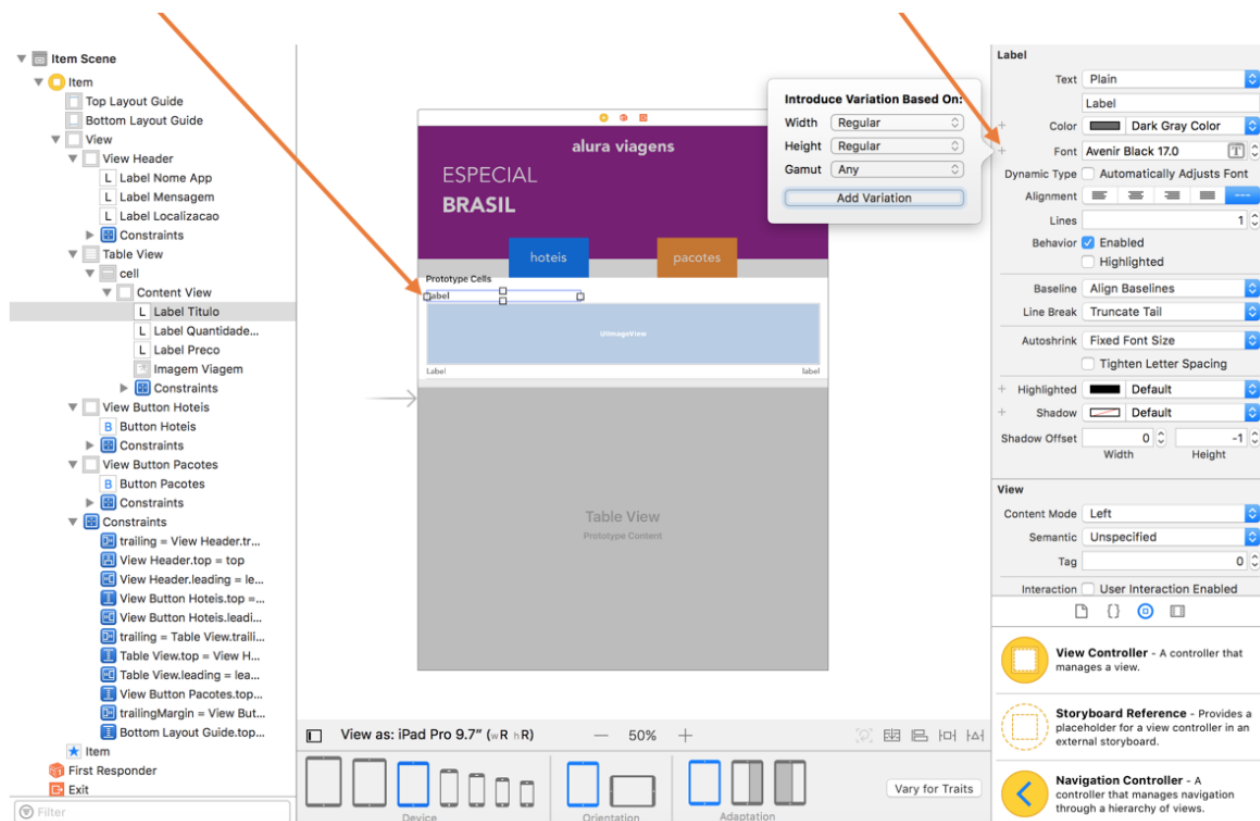 Item Scene
Item
Top Layout Guide
Bottom Layout Guide
View
View Header
L Label Nome App
L Label Mensagem
L Label Localizacao
Constraints
Table View
cell
Content View
L Label Titulo
L Label Quantidade...
L Label Preco
Imagem Viagem
Constraints
View Button Hoteis
B Button Hoteis
Constraints
View Button Pacotes
B Button Pacotes
Constraints
Constraints
trailing = View Header.tr...
View Header.top = top
View Header.leading = le...
View Button Hoteis.top =...
View Button Hoteis.leadi...
trailing = Table View.traili...
Table View.top = View H...
Table View.leading = lea...
View Button Pacotes.top...
trailingMargin = View But...
Bottom Layout Guide.top...
Item
First Responder
Exit
Filter
alura viagens
ESPECIAL
BRASIL
hoteis
pacotes
Prototype Cells
Label
UIImageView
Label label
Table View
Prototype Content
Introduce Variation Based On:
Width Regular
Height Regular
Gamut Any
Add Variation
View as: iPad Pro 9.7" (wR hR)
50%
Device
Orientation
Adaptation
Vary for Traits
Label
Text Plain
Label
Color Dark Gray Color
Font Avenir Black 17.0 T
Dynamic Type Automatically Adjusts Font
Alignment
Lines 1
Behavior Enabled
Highlighted
Baseline Align Baselines
Line Break Truncate Tail
Autoshrink Fixed Font Size
Tighten Letter Spacing
Highlighted Default
Shadow Default
Shadow Offset 0 -1
Width Height
View
Content Mode Left
Semantic Unspecified
Tag 0
Interaction User Interaction Enabled
View Controller - A controller that
manages a view.
Storyboard Reference - Provides a
placeholder for a view controller in an
external storyboard.
Navigation Controller - A
controller that manages navigation
through a hierarchy of views.